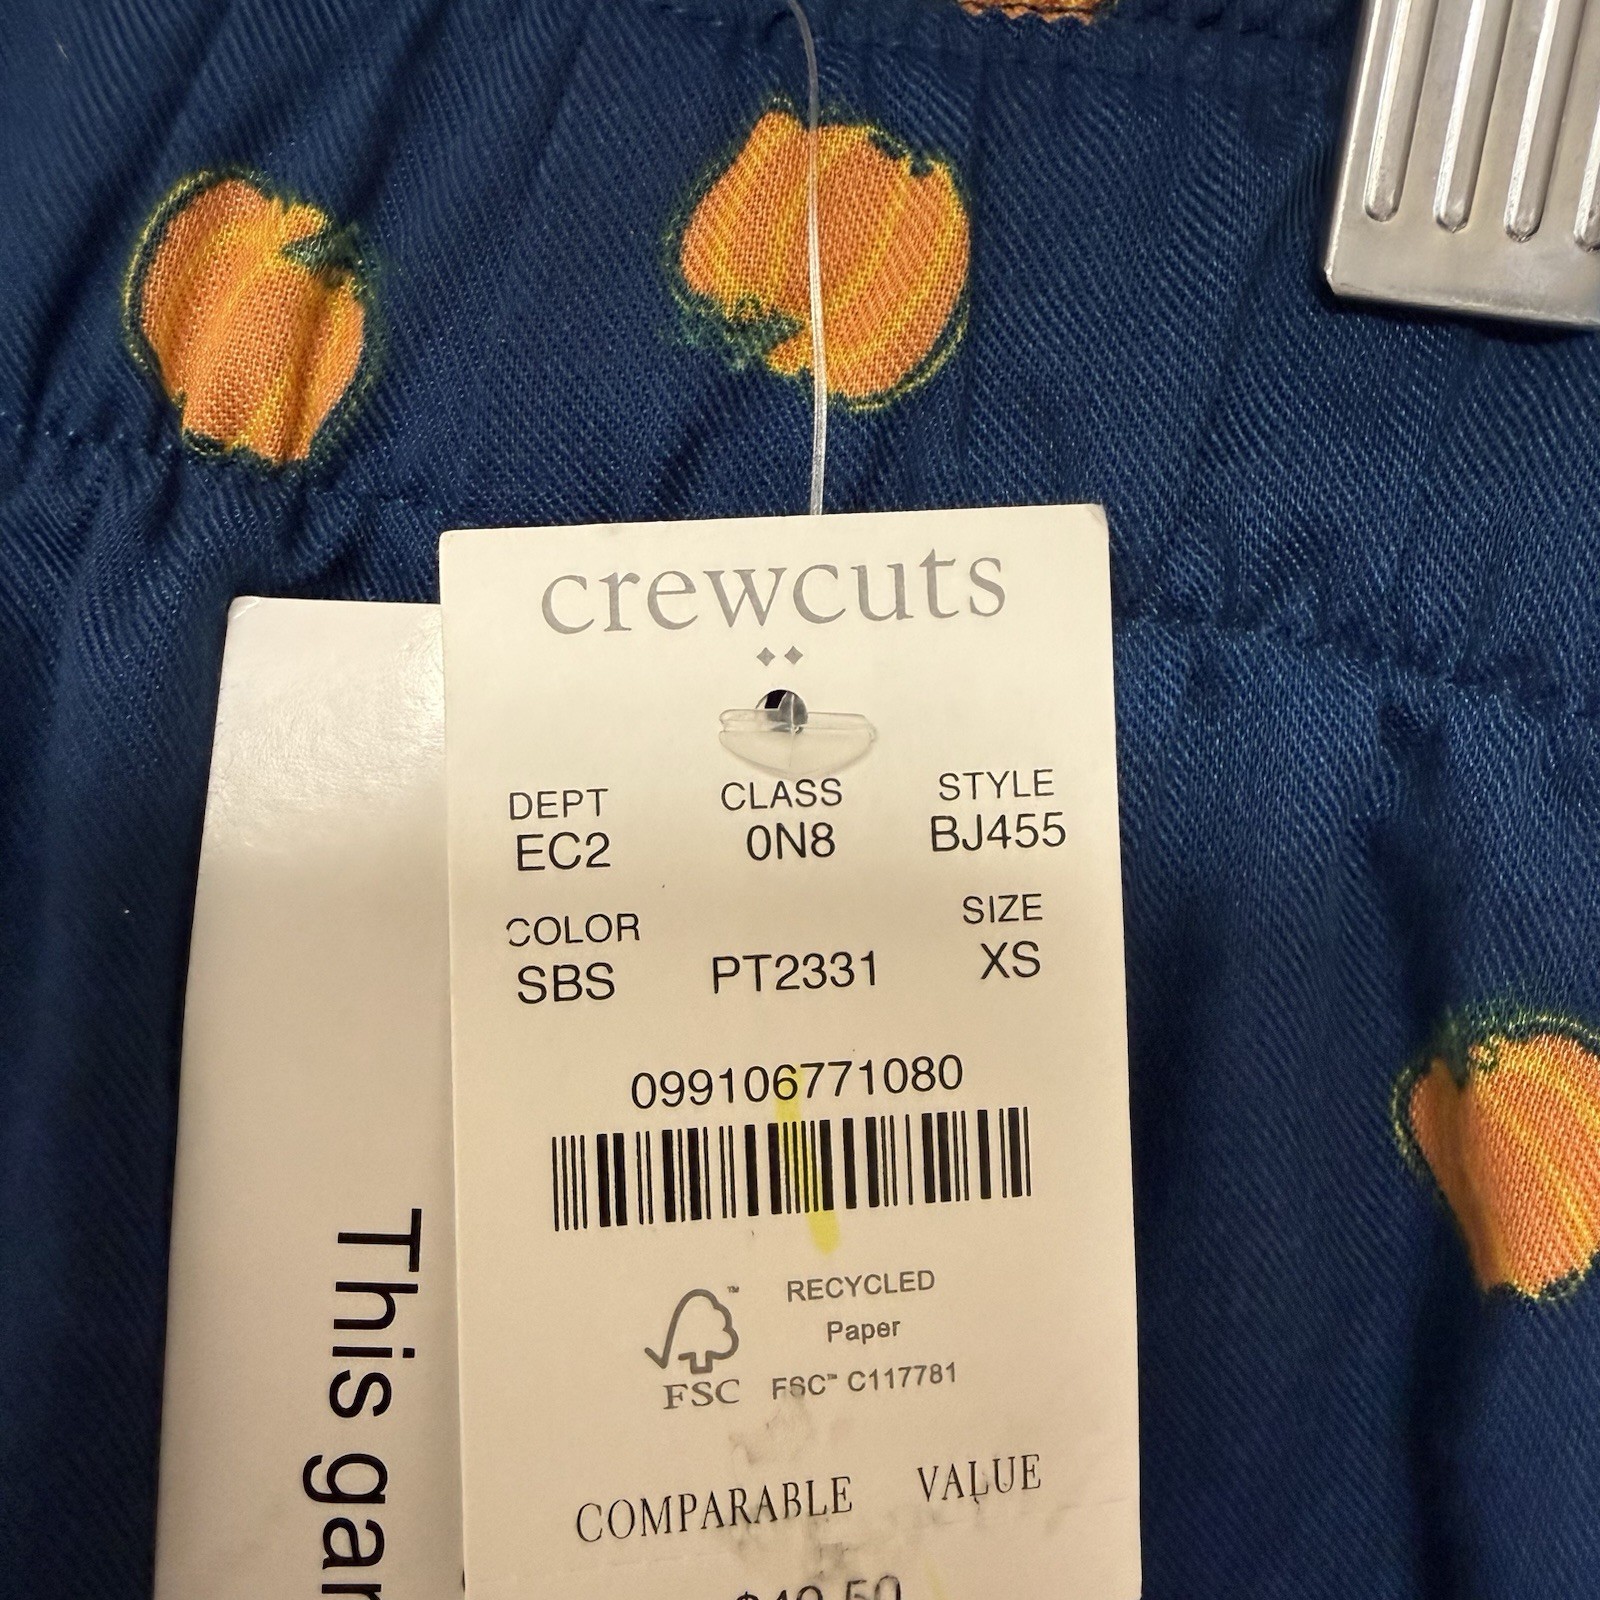 crewcuts
DEPT CLASS STYLE
EC2 0N8 BJ455
COLOR SIZE
SBS PT2331 XS
099106771080
RECYCLED
Paper
FSC™ C117781
™
FSC
COMPARABLE VALUE
This gar